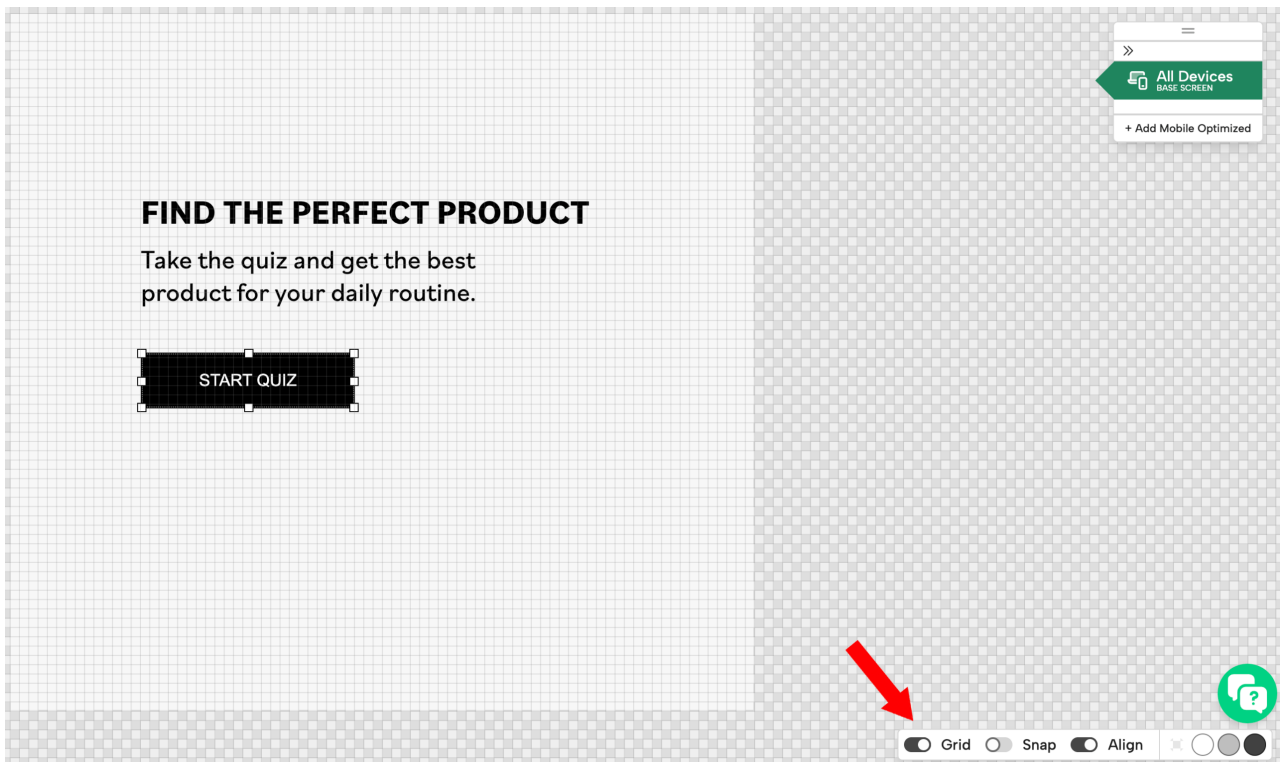 All Devices
BASE SCREEN
+ Add Mobile Optimized
FIND THE PERFECT PRODUCT
Take the quiz and get the best
product for your daily routine.
START QUIZ
?
Grid Snap Align